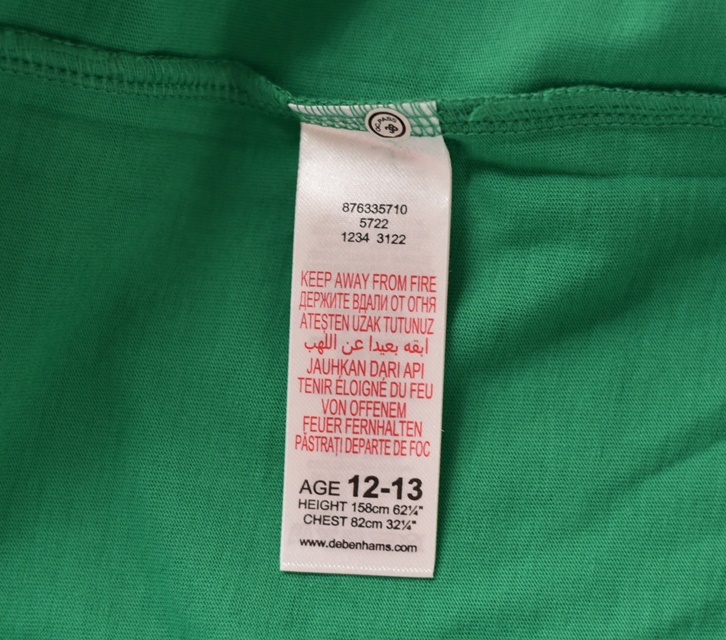 876335710
5722
1234 3122
KEEP AWAY FROM FIRE
ДЕРЖИТЕ ВДАЛИ ОТ ОГНЯ
ATEŞTEN UZAK TUTUNUZ
ابقه بعيدا عن اللهب
JAUHKAN DARI API
TENIR ÉLOIGNÉ DU FEU
VON OFFENEM
FEUER FERNHALTEN
PĂSTRAŢI DEPARTE DE FOC
AGE 12-13
HEIGHT 158cm 62¼"
CHEST 82cm 32¼"
www.debenhams.com